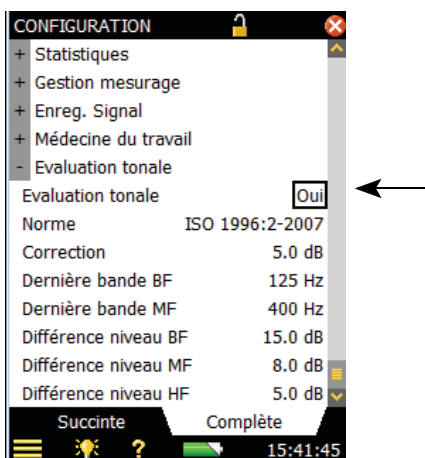 CONFIGURATION
+ Statistiques
+ Gestion mesurage
+ Enreg. Signal
+ Médecine du travail
- Evaluation tonale
Evaluation tonale Oui
Norme ISO 1996:2-2007
Correction 5.0 dB
Dernière bande BF 125 Hz
Dernière bande MF 400 Hz
Différence niveau BF 15.0 dB
Différence niveau MF 8.0 dB
Différence niveau HF 5.0 dB
Succinte Complète
? 15:41:45